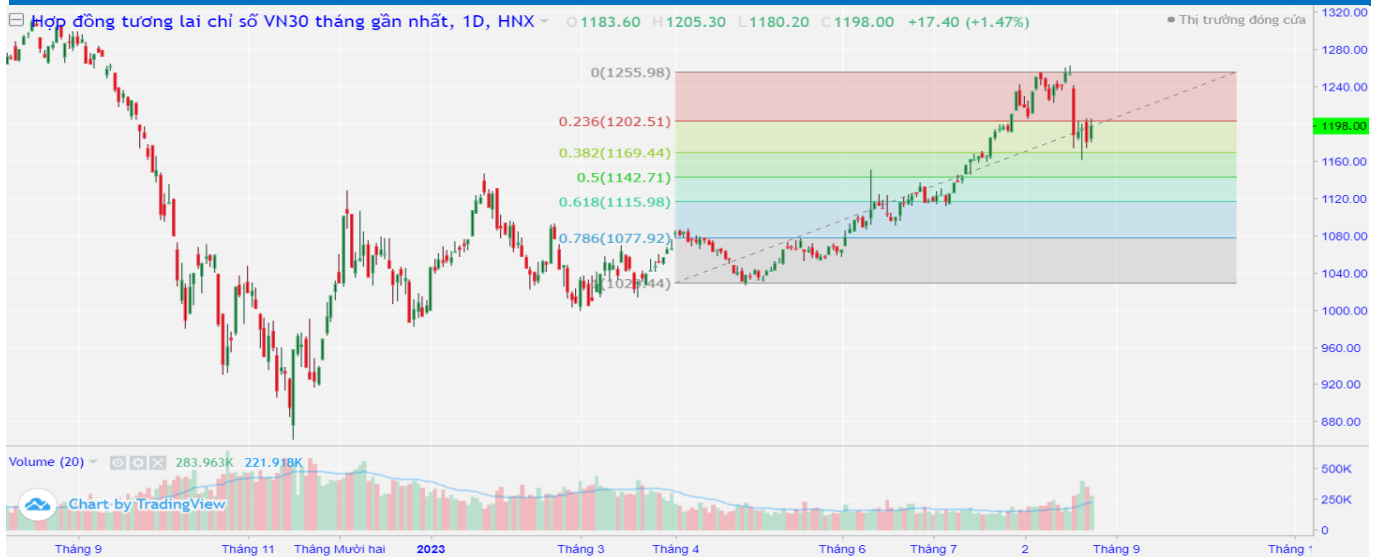 Hợp đồng tương lai chỉ số VN30 tháng gần nhất, 1D, HNX O1183.60 H1205.30 L1180.20 C1198.00 +17.40 (+1.47%)
Thị trường đóng cửa
1320.00
1280.00
0(1255.98)
1240.00
0.236(1202.51)
1198.00
0.382(1169.44)
1160.00
0.5(1142.71)
1120.00
0.618(1115.98)
1080.00
0.786(1077.92)
1040.00
1000.00
960.00
920.00
880.00
Volume (20) 283.963K 221.918K
500K
250K
0
Chart by TradingView
Tháng 9 Tháng 11 Tháng Mười hai 2023 Tháng 3 Tháng 4 Tháng 6 Tháng 7 2 Tháng 9